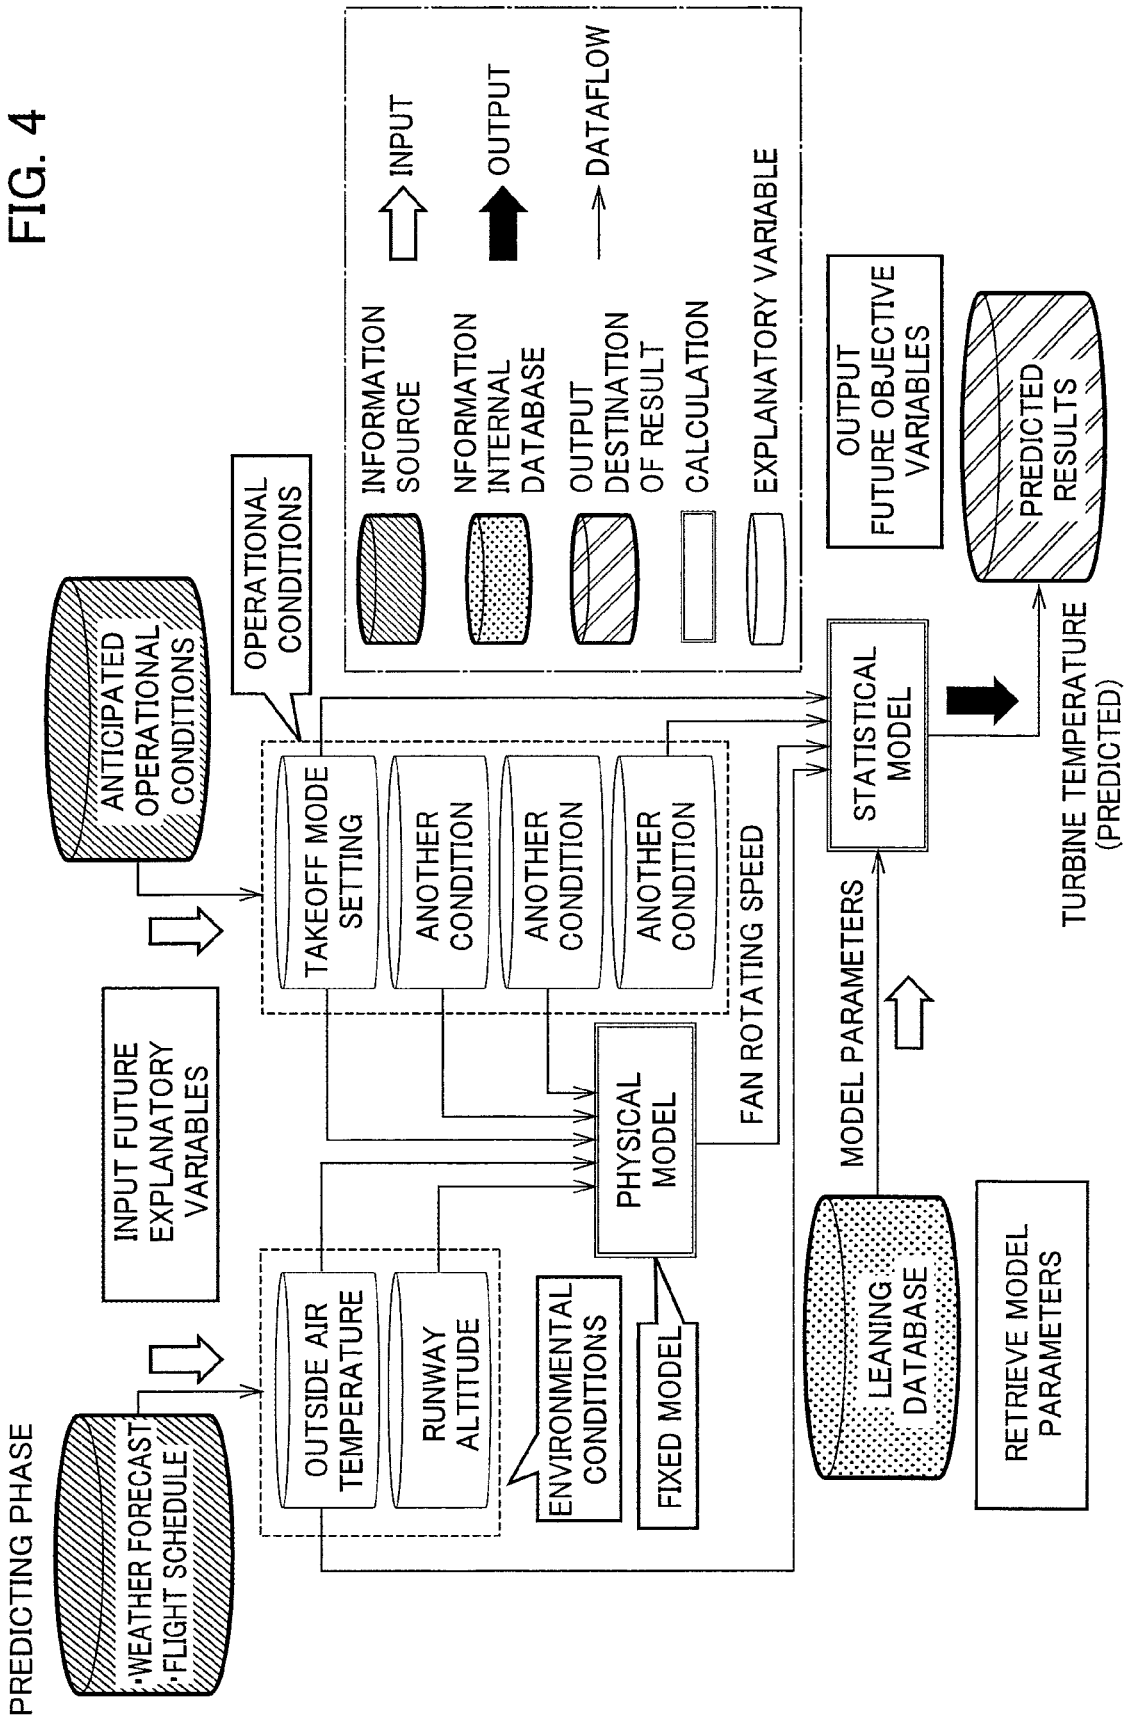 FIG. 4
PREDICTING PHASE
·WEATHER FORECAST
·FLIGHT SCHEDULE
INPUT FUTURE
EXPLANATORY
VARIABLES
ANTICIPATED
OPERATIONAL
CONDITIONS
OUTSIDE AIR
TEMPERATURE
RUNWAY
ALTITUDE
ENVIRONMENTAL
CONDITIONS
TAKEOFF MODE
SETTING
ANOTHER
CONDITION
ANOTHER
CONDITION
ANOTHER
CONDITION
OPERATIONAL
CONDITIONS
FIXED MODEL
PHYSICAL
MODEL
FAN ROTATING SPEED
LEANING
DATABASE
RETRIEVE MODEL
PARAMETERS
MODEL PARAMETERS
STATISTICAL
MODEL
TURBINE TEMPERATURE
(PREDICTED)
OUTPUT
FUTURE OBJECTIVE
VARIABLES
PREDICTED
RESULTS
INFORMATION
SOURCE
NFORMATION
INTERNAL
DATABASE
OUTPUT
DESTINATION
OF RESULT
CALCULATION
EXPLANATORY VARIABLE
INPUT
OUTPUT
DATAFLOW